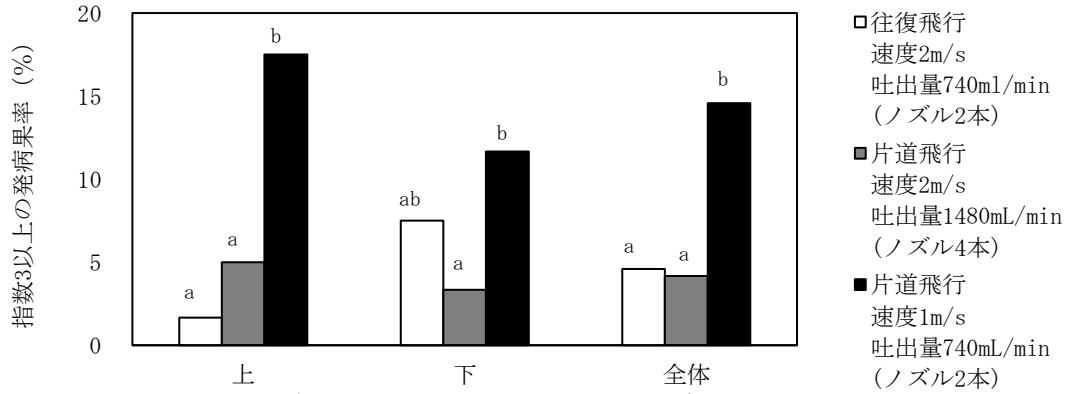 指数3以上の発病果率 (%)
20
15
10
5
0
a
a
b
ab
a
b
a
a
b
上
下
全体
往復飛行
速度2m/s
吐出量740ml/min
(ノズル2本)
片道飛行
速度2m/s
吐出量1480mL/min
(ノズル4本)
片道飛行
速度1m/s
吐出量740mL/min
(ノズル2本)